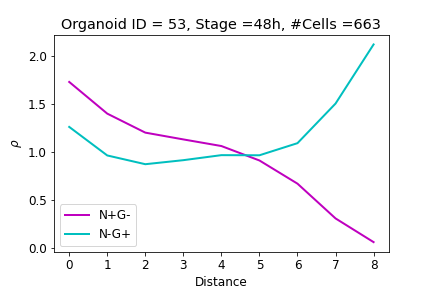 Organoid ID = 53, Stage =48h, #Cells =663
ρ
2.0
1.5
1.0
0.5
0.0
N+G-
N-G+
0 1 2 3 4 5 6 7 8
Distance